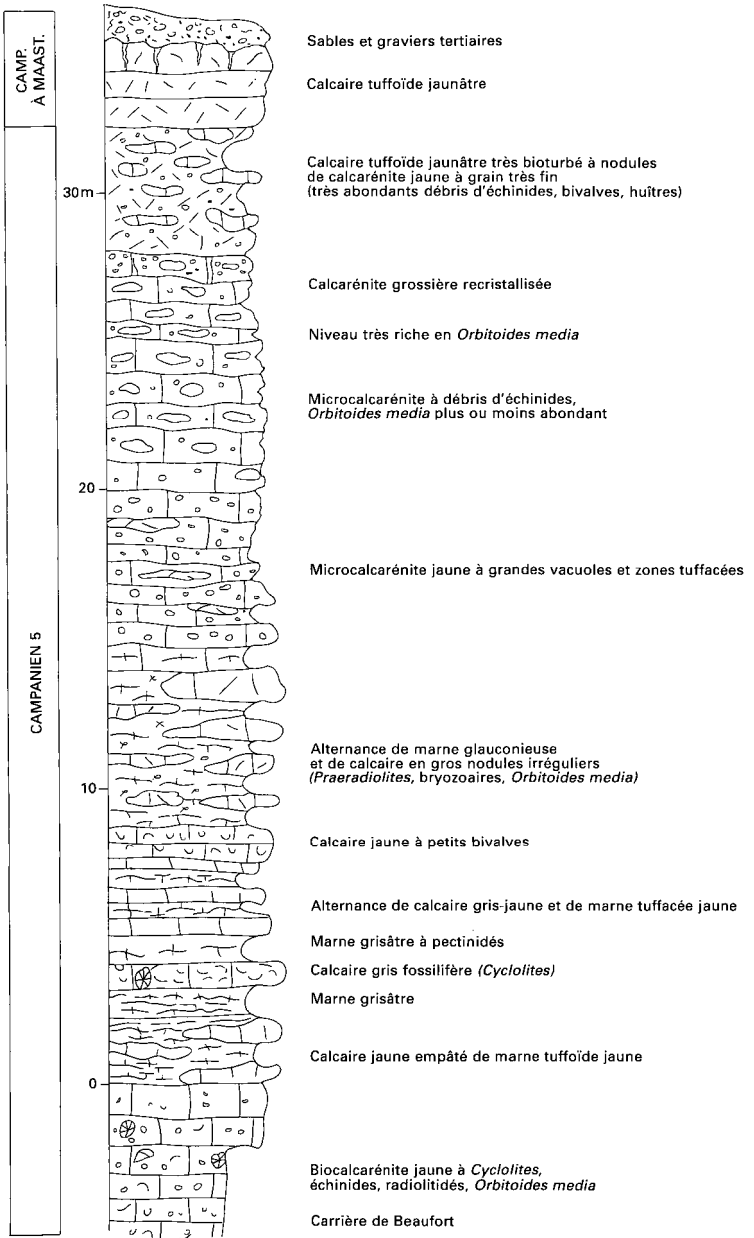 CAMP.
À MAAST.
CAMPANIEN 5
30 m
20
10
0
Sables et graviers tertiaires
Calcaire tuffoïde jaunâtre
Calcaire tuffoïde jaunâtre très bioturbé à nodules
de calcarénite jaune à grain très fin
(très abondants débris d'échinides, bivalves, huîtres)
Calcarénite grossière recristallisée
Niveau très riche en Orbitoides media
Microcalcarénite à débris d'échinides,
Orbitoides media plus ou moins abondant
Microcalcarénite jaune à grandes vacuoles et zones tuffacées
Alternance de marne glauconieuse
et de calcaire en gros nodules irréguliers
(Praeradiolites, bryozoaires, Orbitoides media)
Calcaire jaune à petits bivalves
Alternance de calcaire gris-jaune et de marne tuffacée jaune
Marne grisâtre à pectinidés
Calcaire gris fossilifère (Cyclolites)
Marne grisâtre
Calcaire jaune empâté de marne tuffoïde jaune
Biocalcarénite jaune à Cyclolites,
échinides, radiolitidés, Orbitoides media
Carrière de Beaufort